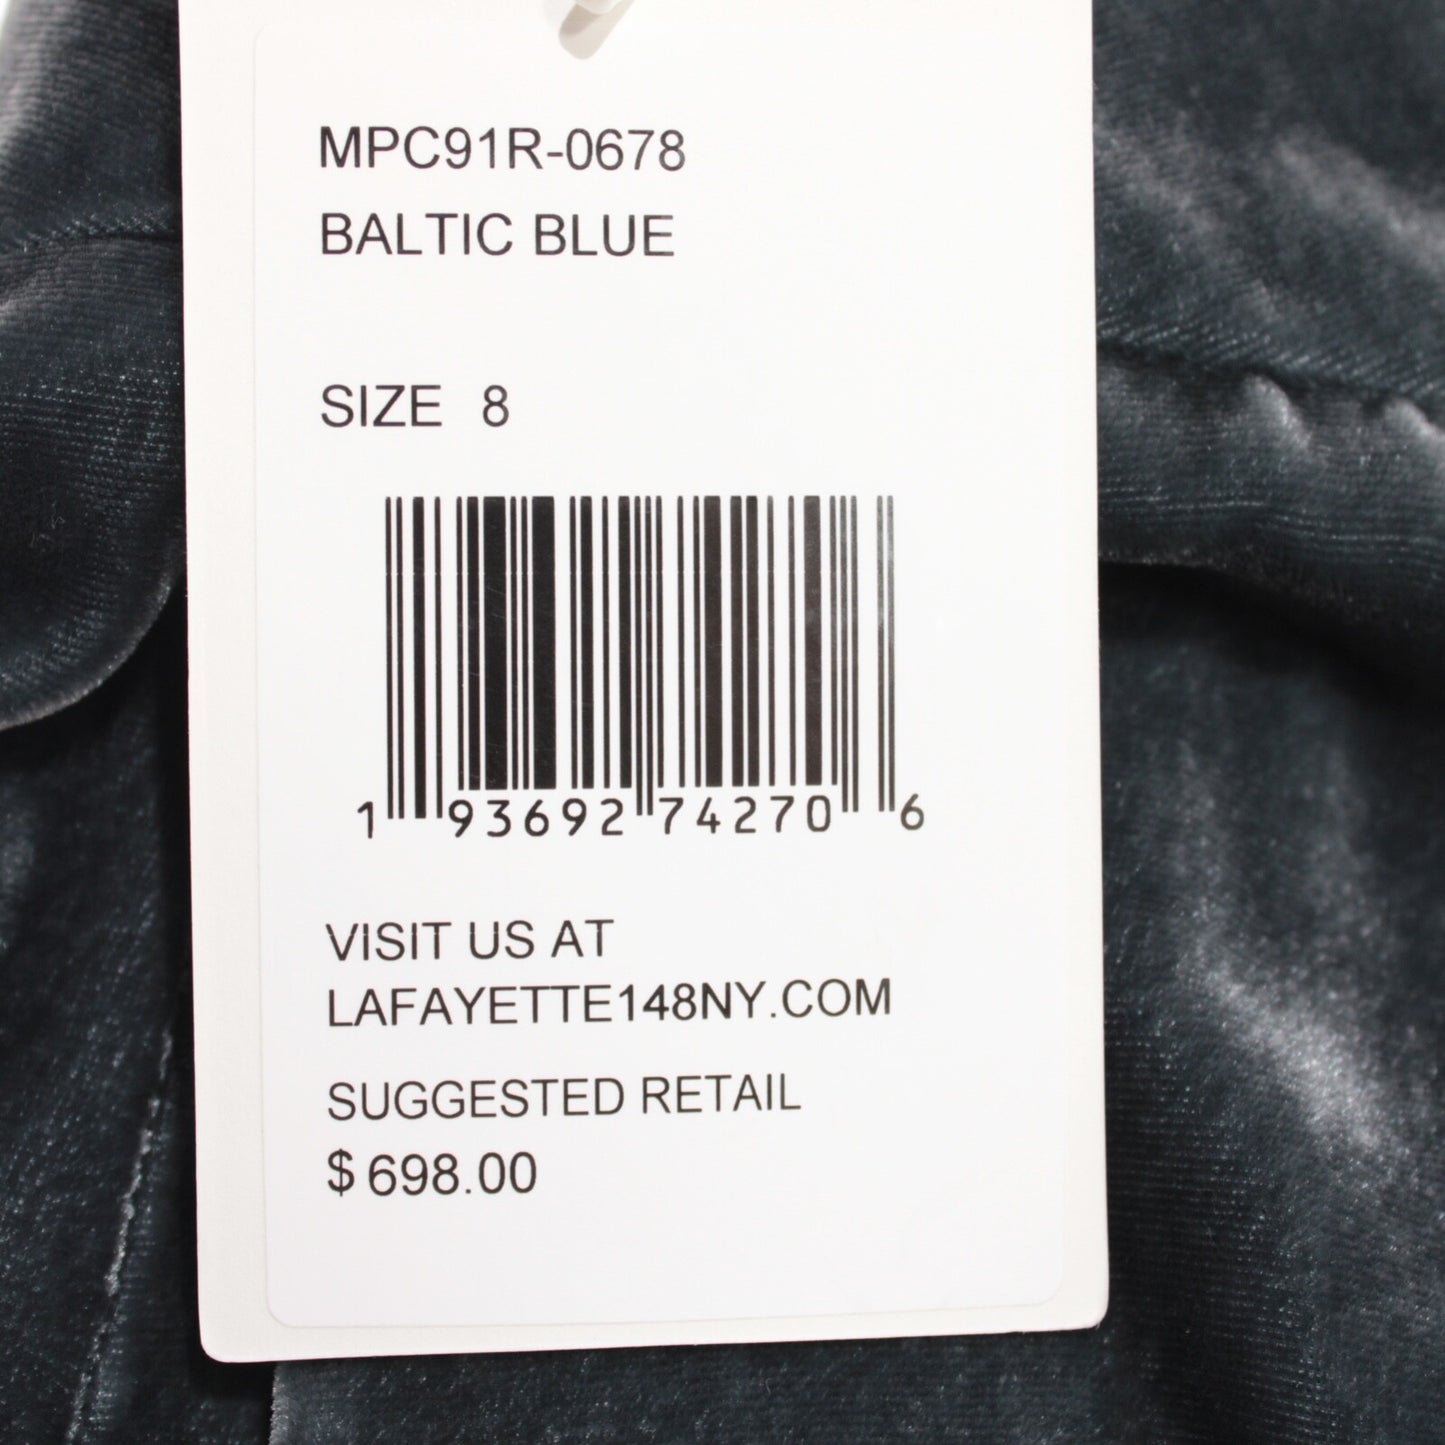 MPC91R-0678
BALTIC BLUE
SIZE 8
1 93692 74270 6
VISIT US AT
LAFAYETTE148NY.COM
SUGGESTED RETAIL
$ 698.00